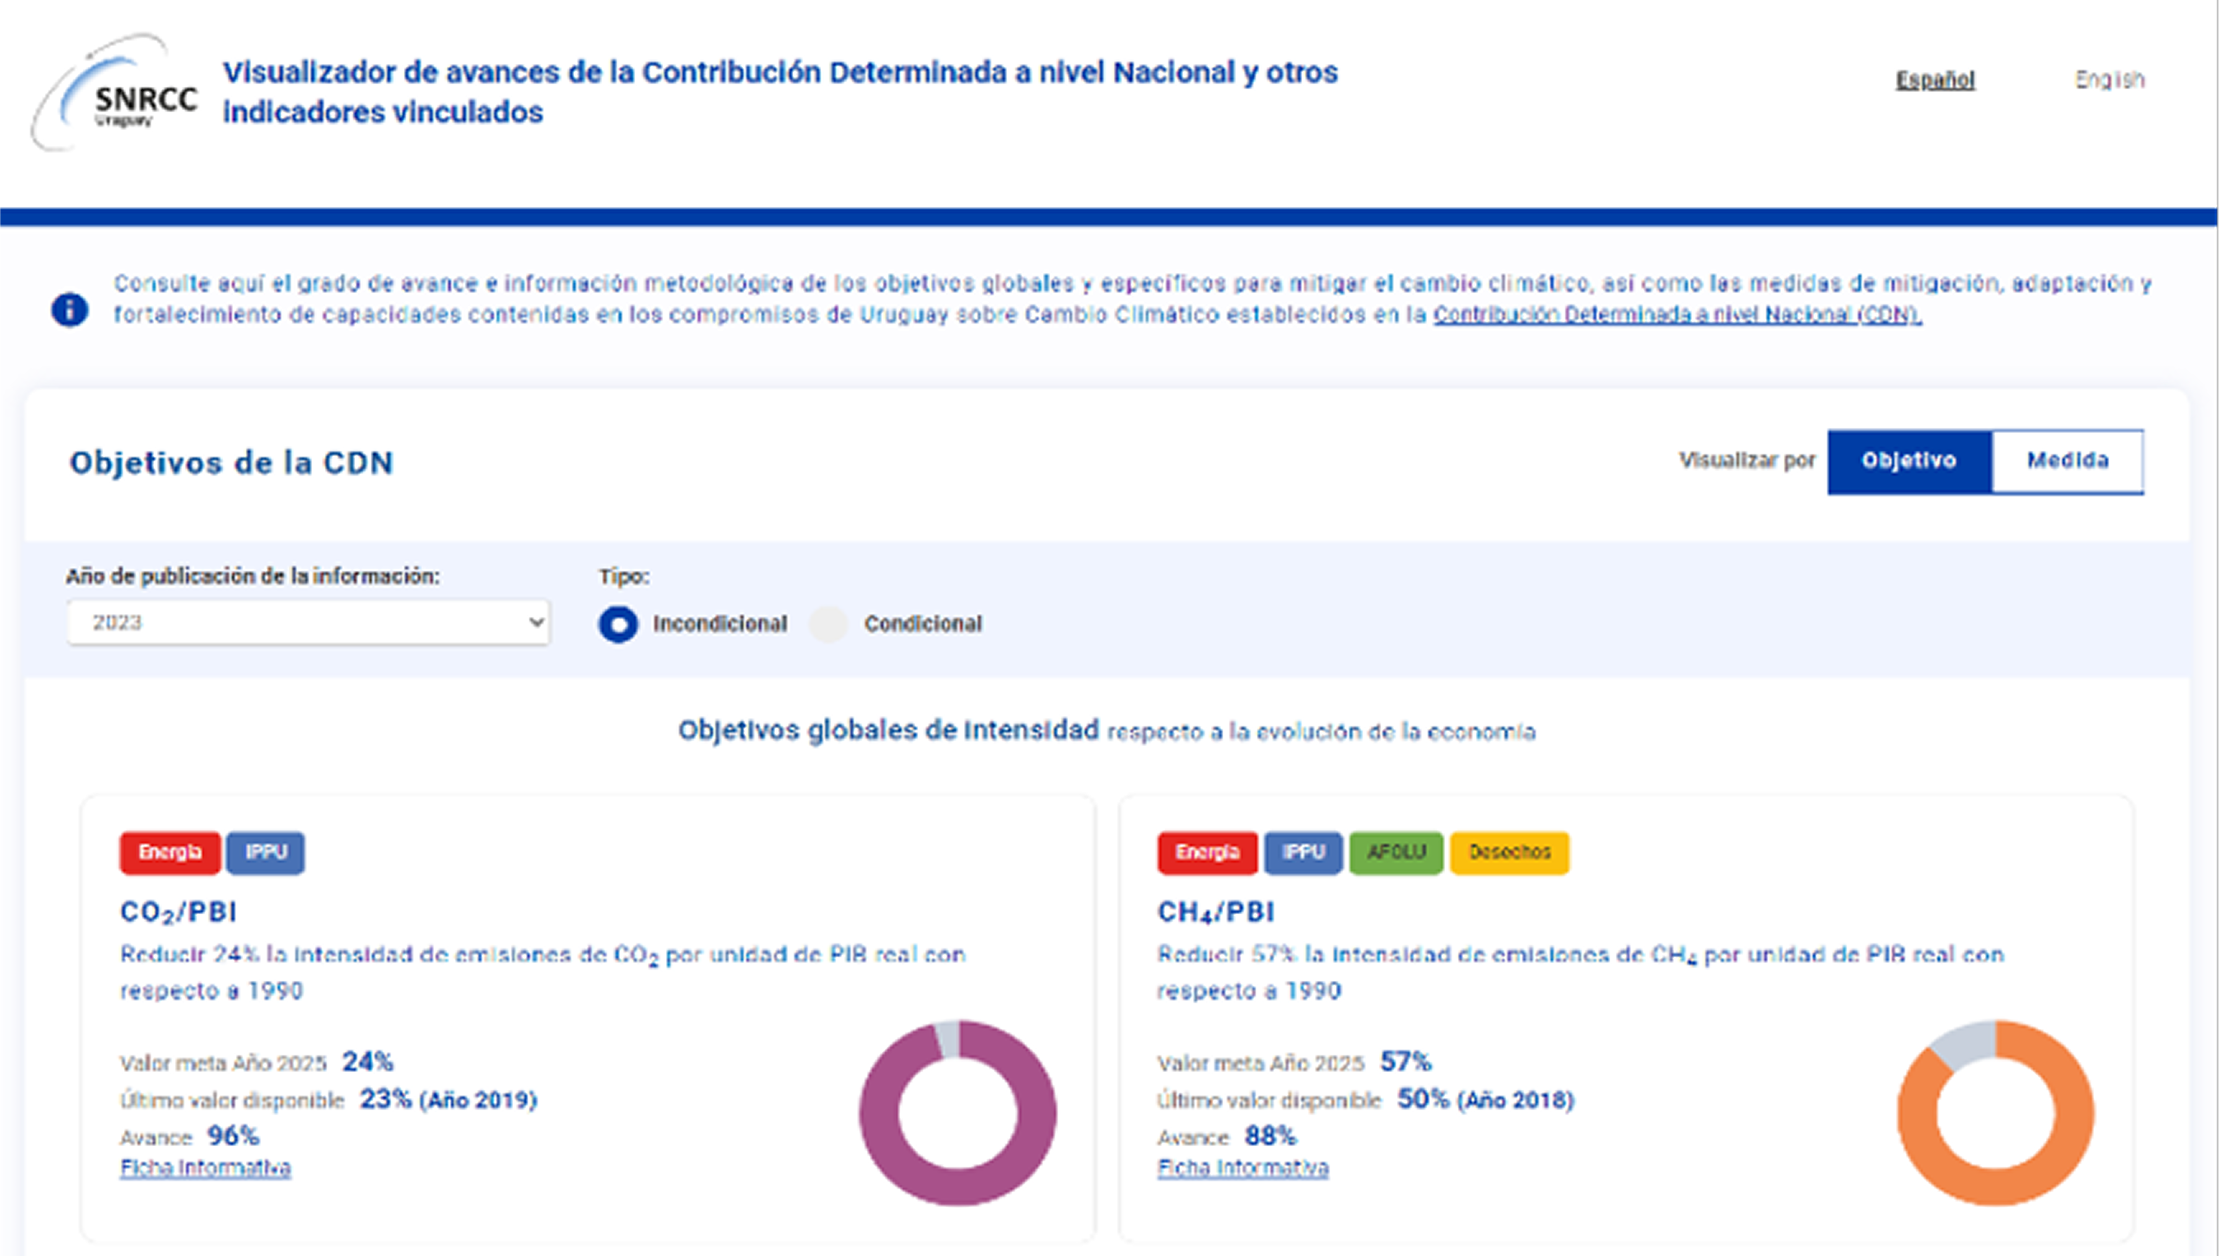 SNRCC
Uruguay
Visualizador de avances de la Contribución Determinada a nivel Nacional y otros
indicadores vinculados
Español
English
Consulte aquí el grado de avance e información metodológica de los objetivos globales y específicos para mitigar el cambio climático, así como las medidas de mitigación, adaptación y
fortalecimiento de capacidades contenidas en los compromisos de Uruguay sobre Cambio Climático establecidos en la Contribución Determinada a nivel Nacional (CDN).
Objetivos de la CDN
Visualizar por
Objetivo
Medida
Año de publicación de la información:
2023
Tipo:
Incondicional
Condicional
Objetivos globales de Intensidad respecto a la evolución de la economía
Energía
IPPU
CO₂/PBI
Reducir 24% la intensidad de emisiones de CO₂ por unidad de PIB real con
respecto a 1990
Valor meta Año 2025 24%
Último valor disponible 23% (Año 2019)
Avance 96%
Ficha Informativa
Energía
IPPU
AFOLU
Desechos
CH₄/PBI
Reducir 57% la intensidad de emisiones de CH₄ por unidad de PIB real con
respecto a 1990
Valor meta Año 2025 57%
Último valor disponible 50% (Año 2018)
Avance 88%
Ficha Informativa